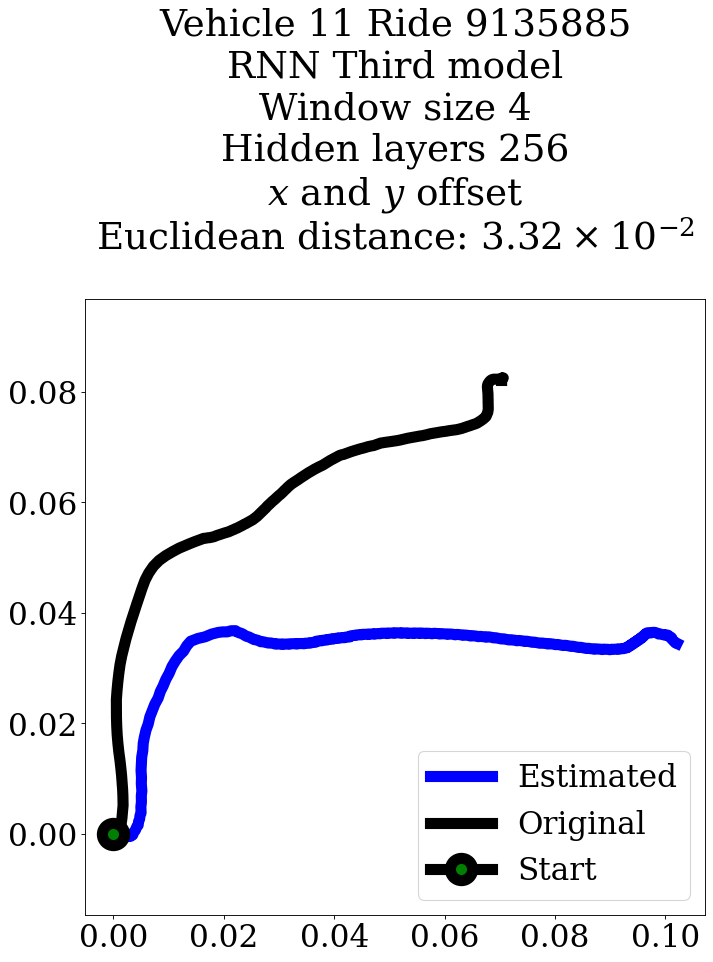 Vehicle 11 Ride 9135885
RNN Third model
Window size 4
Hidden layers 256
x and y offset
Euclidean distance: 3.32 × 10⁻²
0.08
0.06
0.04
0.02
0.00
Estimated
Original
Start
0.00 0.02 0.04 0.06 0.08 0.10